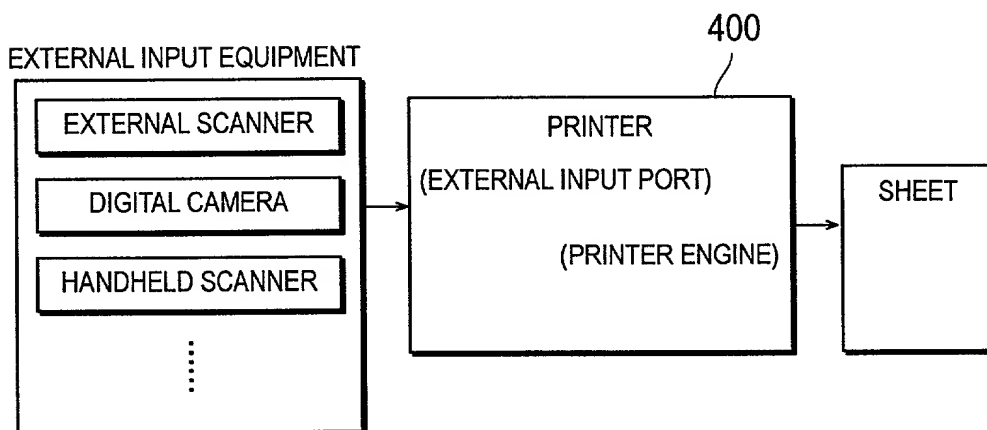 400
EXTERNAL INPUT EQUIPMENT
EXTERNAL SCANNER
DIGITAL CAMERA
HANDHELD SCANNER
PRINTER
(EXTERNAL INPUT PORT)
(PRINTER ENGINE)
SHEET